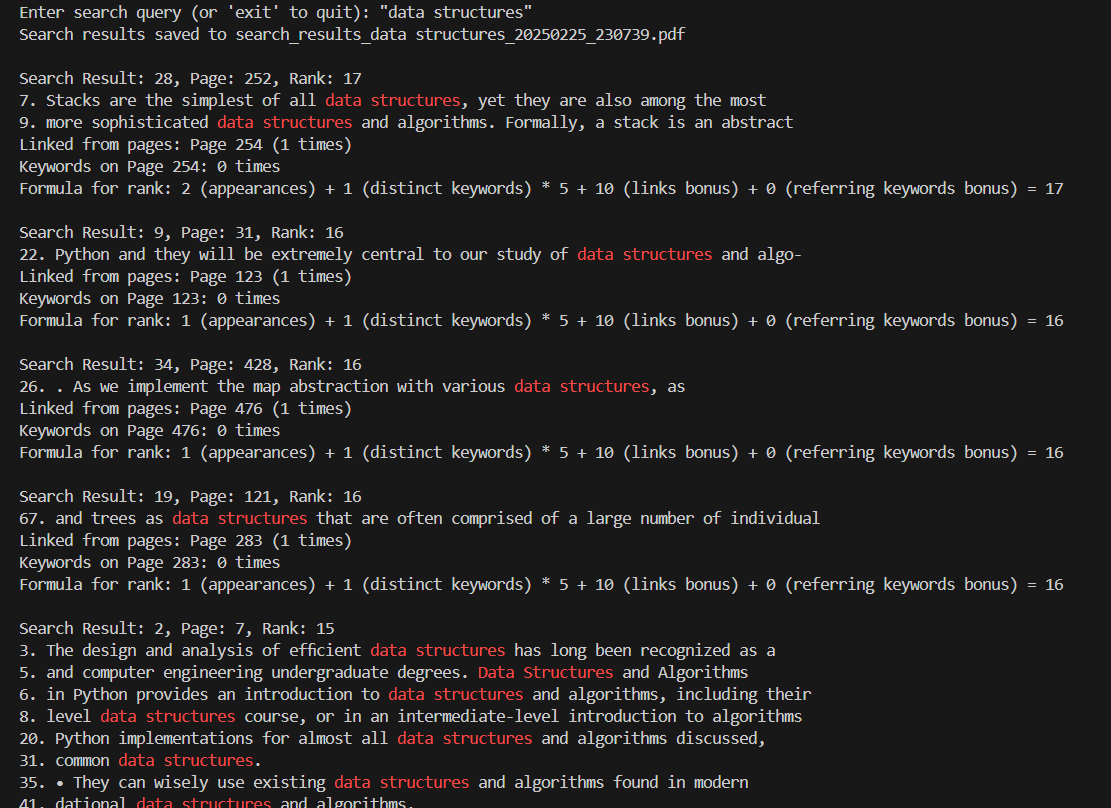 Enter search query (or 'exit' to quit): "data structures"
Search results saved to search_results_data structures_20250225_230739.pdf
Search Result: 28, Page: 252, Rank: 17
7. Stacks are the simplest of all data structures, yet they are also among the most
9. more sophisticated data structures and algorithms. Formally, a stack is an abstract
Linked from pages: Page 254 (1 times)
Keywords on Page 254: 0 times
Formula for rank: 2 (appearances) + 1 (distinct keywords) * 5 + 10 (links bonus) + 0 (referring keywords bonus) = 17
Search Result: 9, Page: 31, Rank: 16
22. Python and they will be extremely central to our study of data structures and algo-
Linked from pages: Page 123 (1 times)
Keywords on Page 123: 0 times
Formula for rank: 1 (appearances) + 1 (distinct keywords) * 5 + 10 (links bonus) + 0 (referring keywords bonus) = 16
Search Result: 34, Page: 428, Rank: 16
26. . As we implement the map abstraction with various data structures, as
Linked from pages: Page 476 (1 times)
Keywords on Page 476: 0 times
Formula for rank: 1 (appearances) + 1 (distinct keywords) * 5 + 10 (links bonus) + 0 (referring keywords bonus) = 16
Search Result: 19, Page: 121, Rank: 16
67. and trees as data structures that are often comprised of a large number of individual
Linked from pages: Page 283 (1 times)
Keywords on Page 283: 0 times
Formula for rank: 1 (appearances) + 1 (distinct keywords) * 5 + 10 (links bonus) + 0 (referring keywords bonus) = 16
Search Result: 2, Page: 7, Rank: 15
3. The design and analysis of efficient data structures has long been recognized as a
5. and computer engineering undergraduate degrees. Data Structures and Algorithms
6. in Python provides an introduction to data structures and algorithms, including their
8. level data structures course, or in an intermediate-level introduction to algorithms
20. Python implementations for almost all data structures and algorithms discussed,
31. common data structures.
35. • They can wisely use existing data structures and algorithms found in modern
41. dational data structures and algorithms.